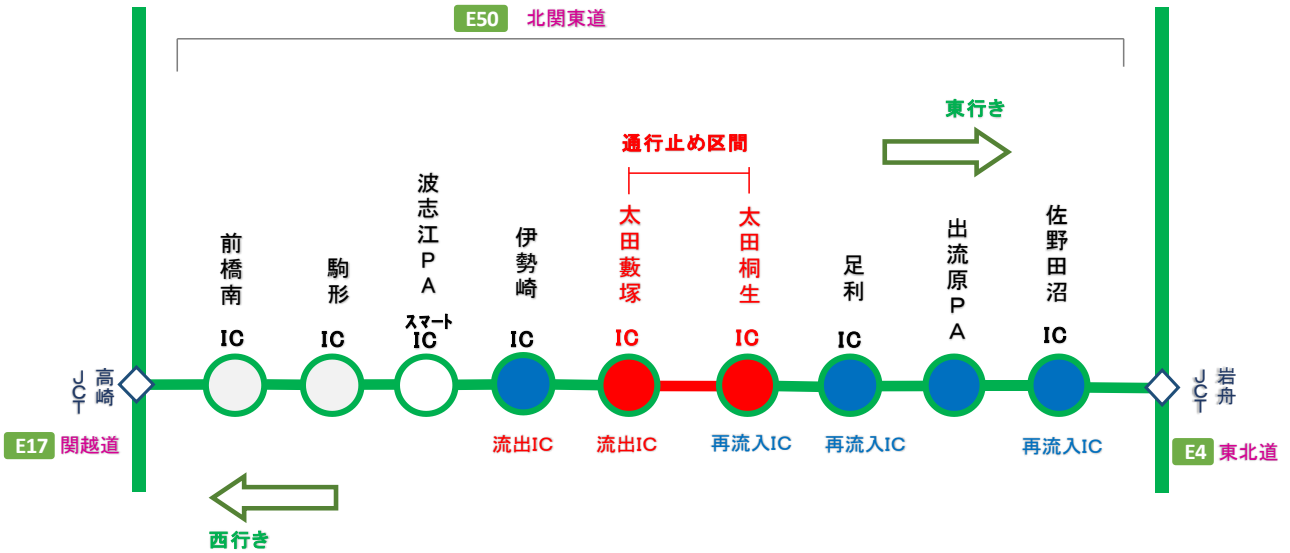 E50 北関東道
東行き
通行止め区間
前橋南
IC
駒形
IC
波志江PA
スマート
IC
伊勢崎
IC
太田藪塚
IC
太田桐生
IC
足利
IC
出流原PA
佐野田沼
IC
高崎
JCT
岩舟
JCT
流出IC
流出IC
再流入IC
再流入IC
再流入IC
E17 関越道
E4 東北道
西行き